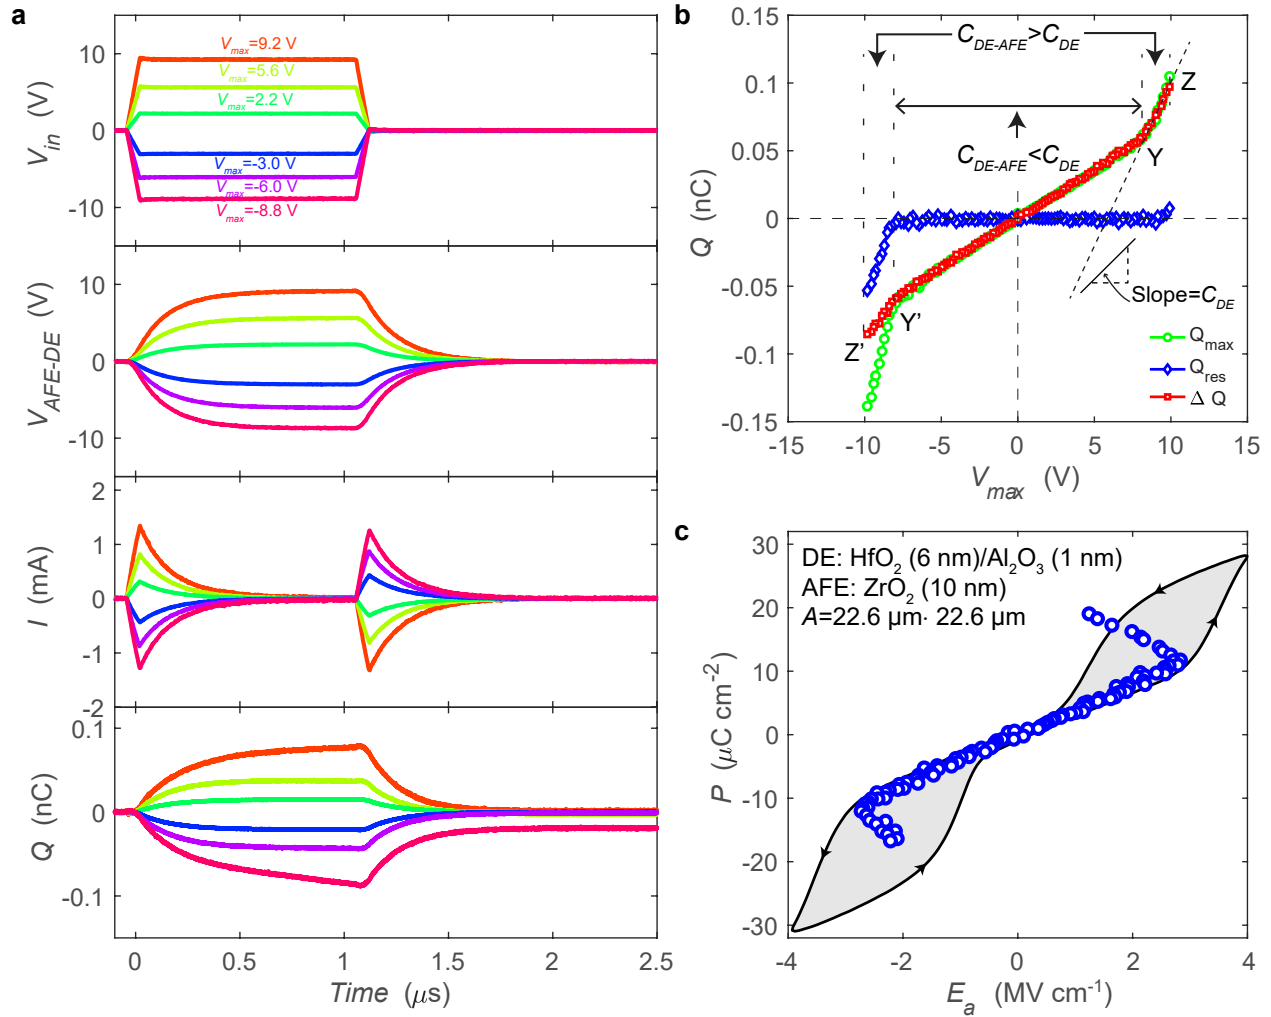 a
10
0
-10
V_in (V)
V_max=9.2 V
V_max=5.6 V
V_max=2.2 V
V_max=-3.0 V
V_max=-6.0 V
V_max=-8.8 V
10
0
-10
V_AFE-DE (V)
2
1
0
-1
-2
I (mA)
0.1
0
-0.1
Q (nC)
0
0.5
1
1.5
2
2.5
Time (μs)
b
0.15
0.1
0.05
0
-0.05
-0.1
-0.15
Q (nC)
C_DE-AFE>C_DE
C_DE-AFE<C_DE
Z
Y
Y'
Z'
Slope=C_DE
Q_max
Q_res
Δ Q
-15
-10
-5
0
5
10
15
V_max (V)
c
30
20
10
0
-10
-20
-30
P (μC cm⁻²)
DE: HfO₂ (6 nm)/Al₂O₃ (1 nm)
AFE: ZrO₂ (10 nm)
A=22.6 μm· 22.6 μm
-4
-2
0
2
4
E_a (MV cm⁻¹)